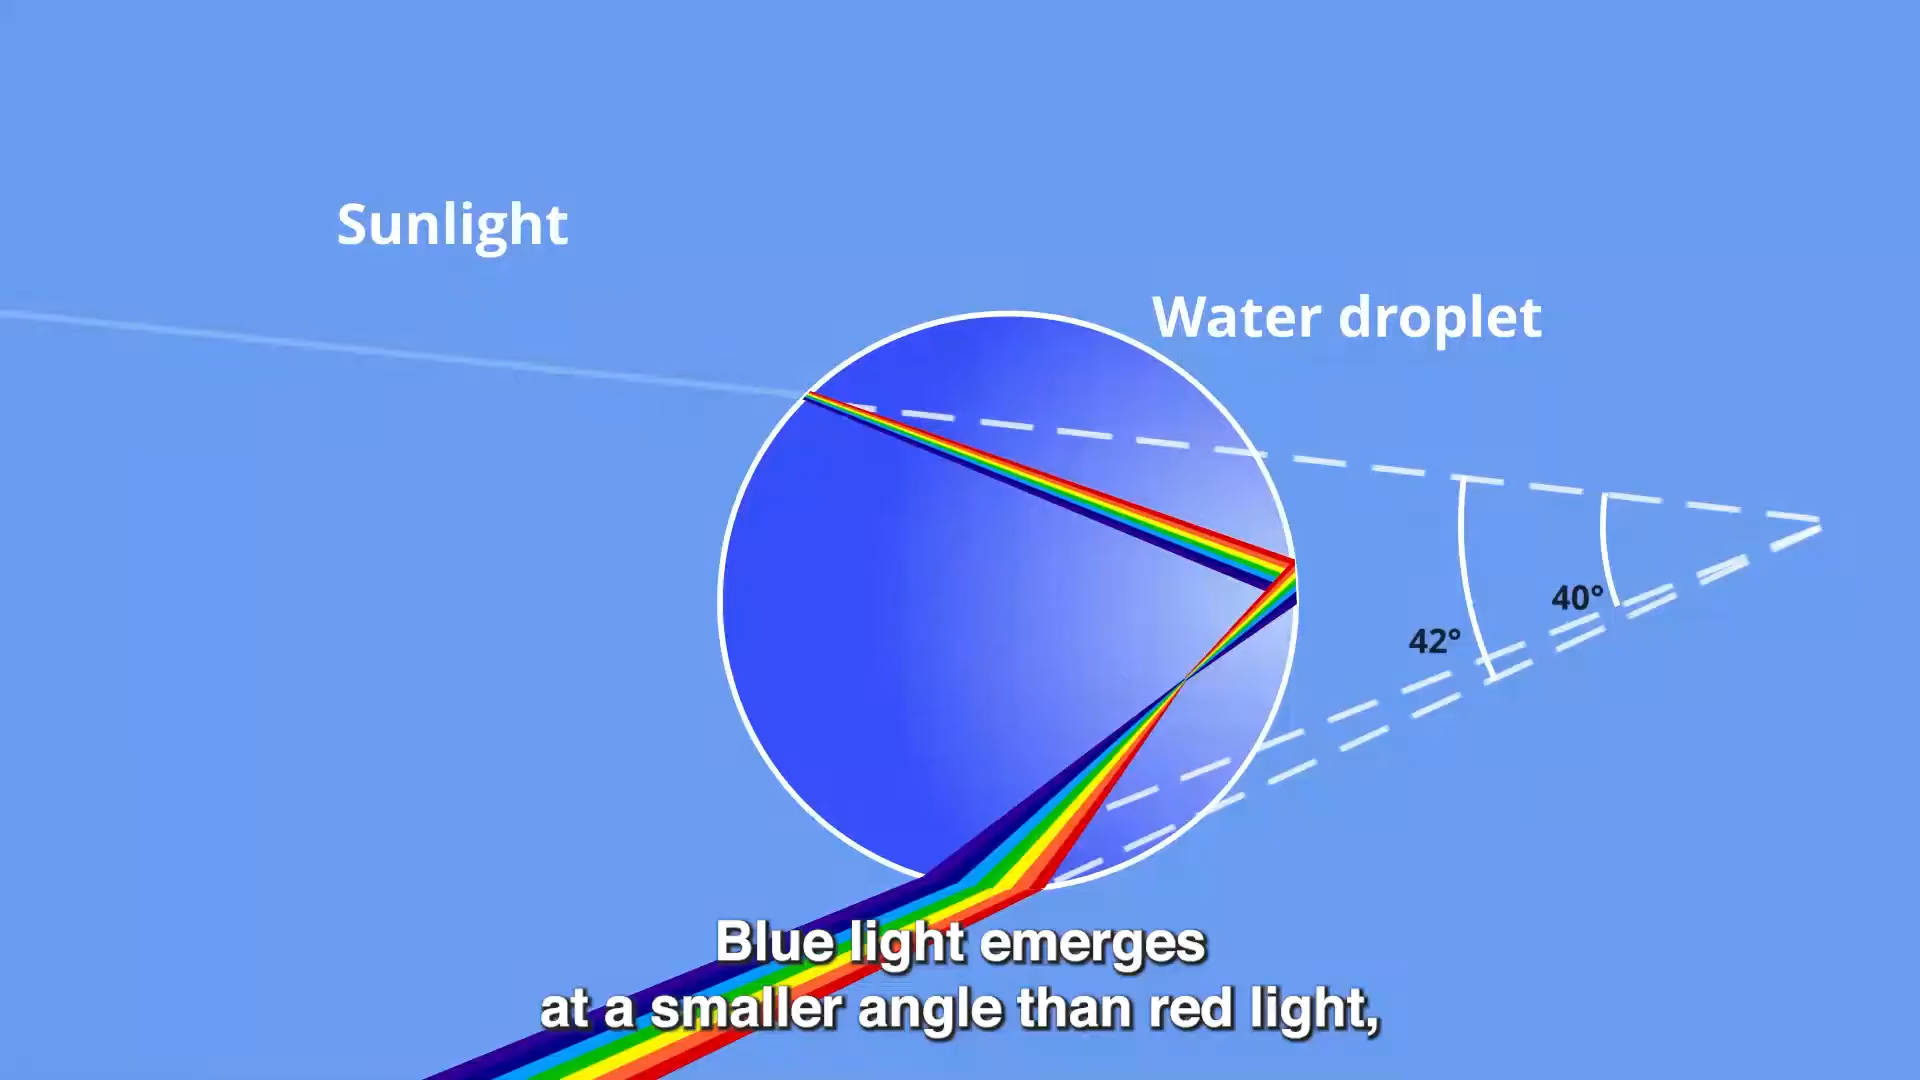 Sunlight
Water droplet
40°
42°
Blue light emerges
at a smaller angle than red light,